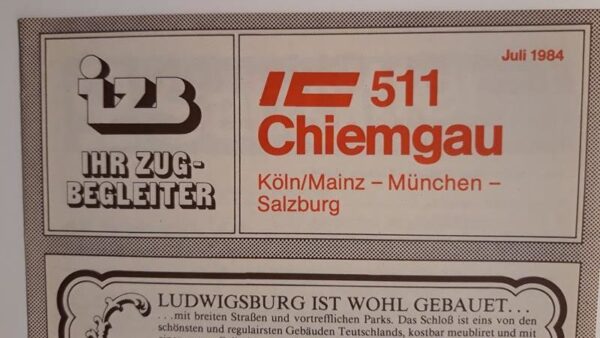 Juli 1984
izb
IHR ZUG-
BEGLEITER
IC 511
Chiemgau
Köln/Mainz – München –
Salzburg
LUDWIGSBURG IST WOHL GEBAUET...
...mit breiten Straßen und vortrefflichen Parks. Das Schloß ist eins von den
schönsten und regulairsten Gebäuden Teutschlands, kostbar meubliret und mit